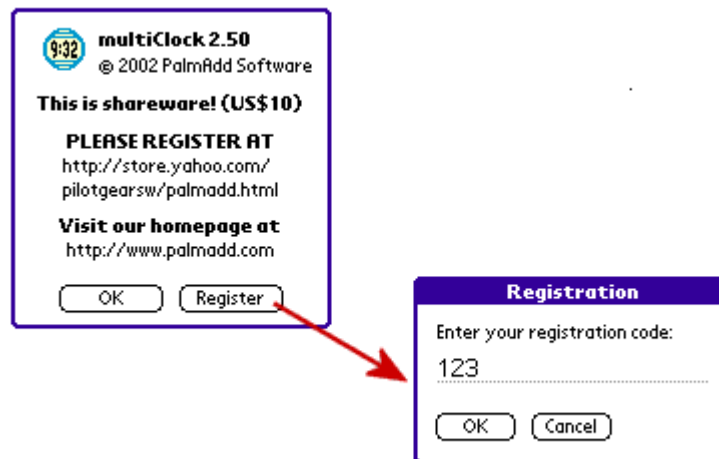 9:32
multiClock 2.50
© 2002 PalmAdd Software
This is shareware! (US$10)
PLEASE REGISTER AT
http://store.yahoo.com/
pilotgearsw/palmadd.html
Visit our homepage at
http://www.palmadd.com
OK Register
Registration
Enter your registration code:
123
OK Cancel